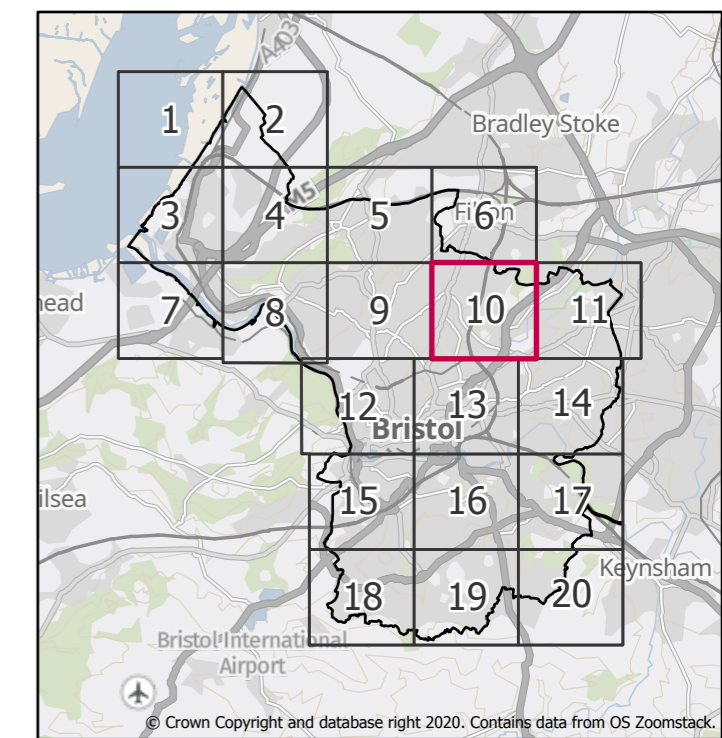 A403
1
2
Bradley Stoke
M5
3
4
5
Filton
6
head
7
8
9
10
11
12
13
14
Bristol
ilsea
15
16
17
Keynsham
18
19
20
Bristol International
Airport
© Crown Copyright and database right 2020. Contains data from OS Zoomstack.